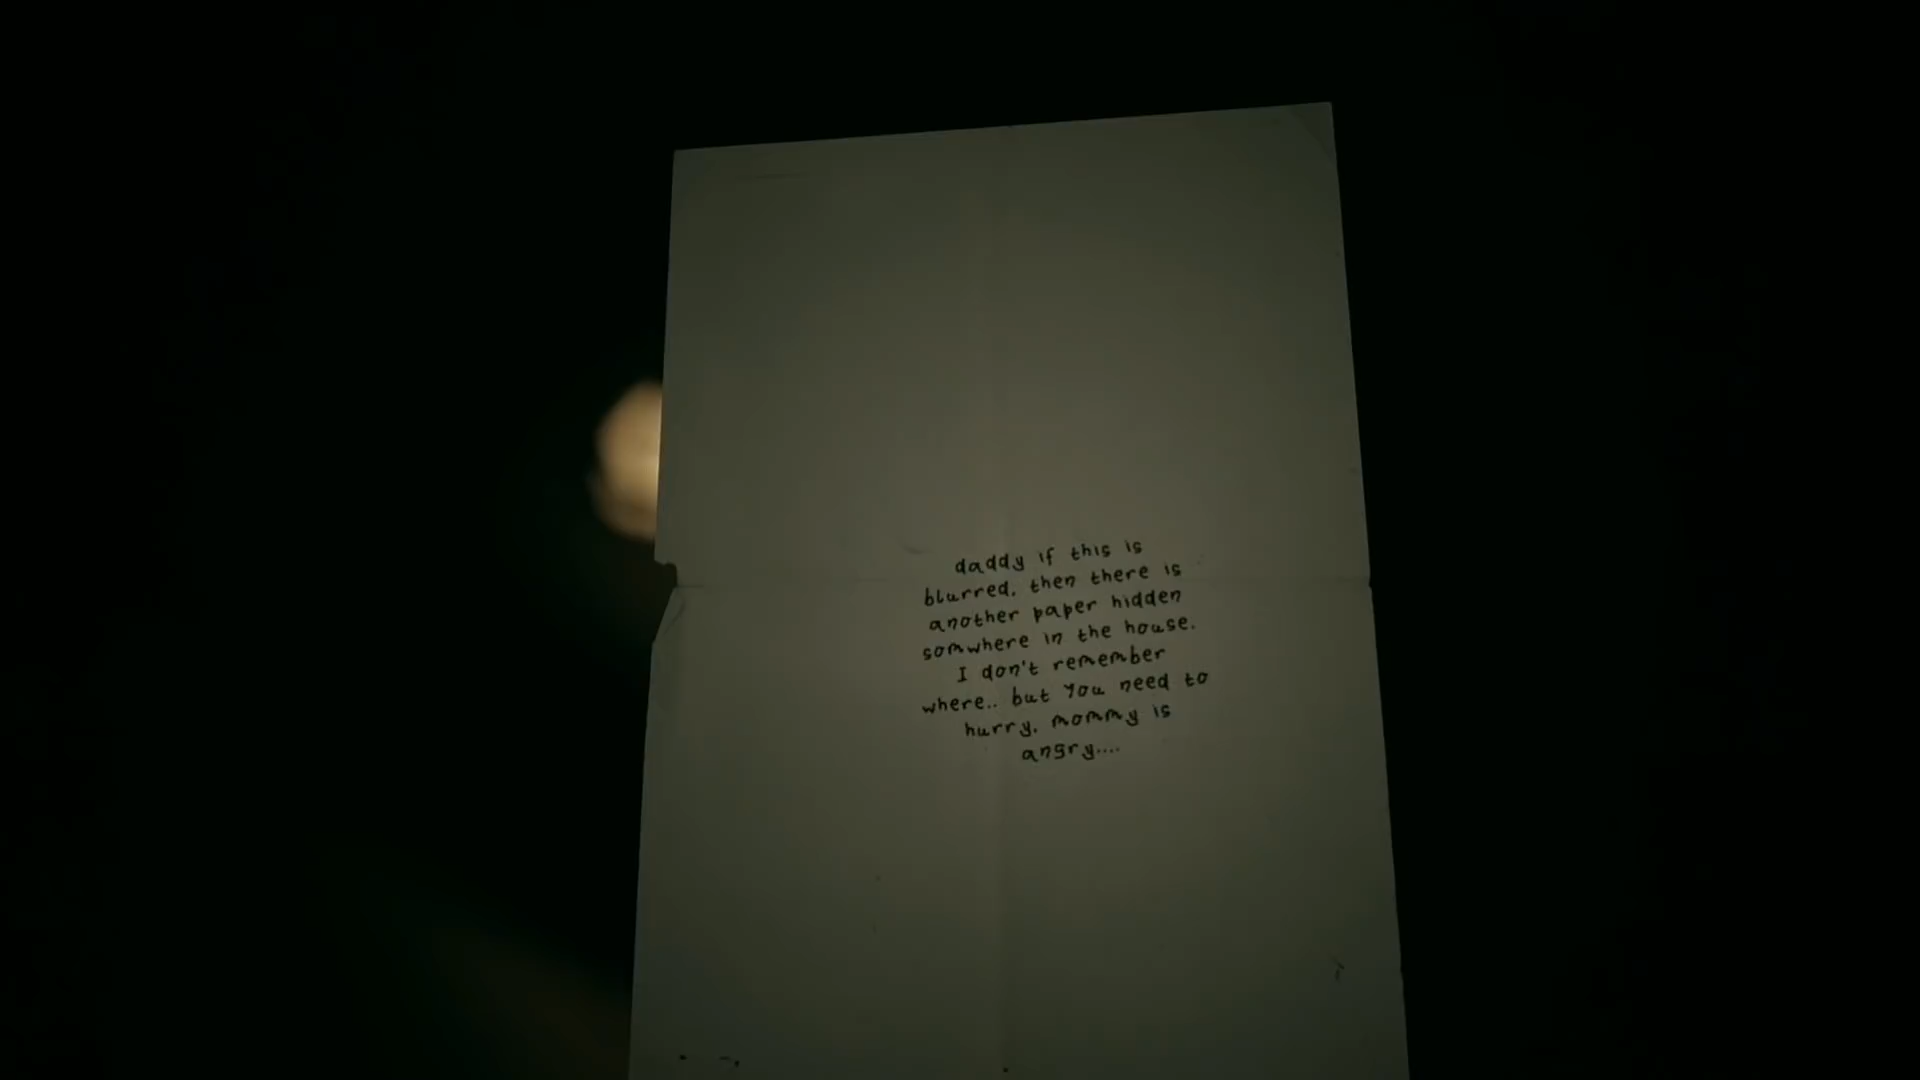 daddy if this is
blurred. then there is
another paper hidden
somwhere in the house.
I don't remember
where.. but You need to
hurry. mommy is
angry....